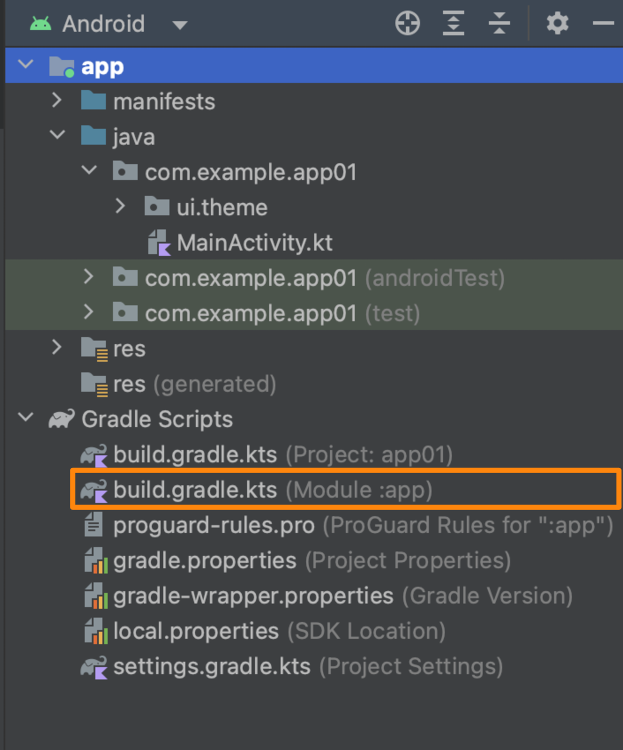 Android
app
manifests
java
com.example.app01
ui.theme
MainActivity.kt
com.example.app01 (androidTest)
com.example.app01 (test)
res
res (generated)
Gradle Scripts
build.gradle.kts (Project: app01)
build.gradle.kts (Module :app)
proguard-rules.pro (ProGuard Rules for ":app")
gradle.properties (Project Properties)
gradle-wrapper.properties (Gradle Version)
local.properties (SDK Location)
settings.gradle.kts (Project Settings)